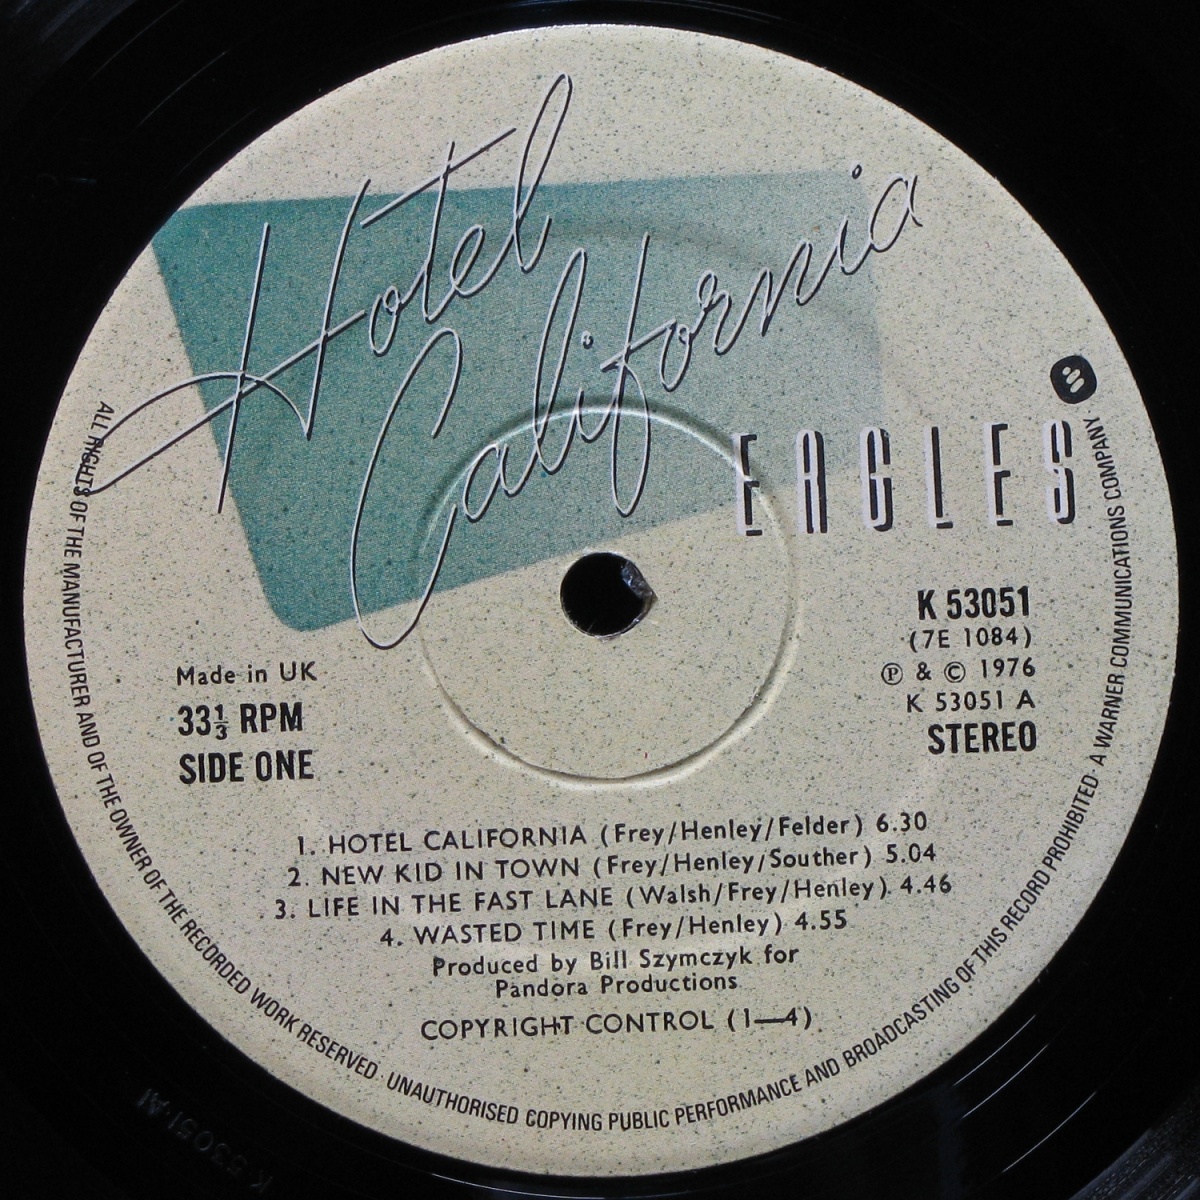 Hotel
California
EAGLES
K 53051
(7E 1084)
℗ & © 1976
K 53051 A
STEREO
Made in UK
33⅓ RPM
SIDE ONE
1. HOTEL CALIFORNIA (Frey/Henley/Felder) 6.30
2. NEW KID IN TOWN (Frey/Henley/Souther) 5.04
3. LIFE IN THE FAST LANE (Walsh/Frey/Henley) 4.46
4. WASTED TIME (Frey/Henley) 4.55
Produced by Bill Szymczyk for
Pandora Productions
COPYRIGHT CONTROL (1—4)
ALL RIGHTS OF THE MANUFACTURER AND OF THE OWNER OF THE RECORDED WORK RESERVED · UNAUTHORISED COPYING PUBLIC PERFORMANCE AND BROADCASTING OF THIS RECORD PROHIBITED · A WARNER COMMUNICATIONS COMPANY ·
K 53051 A1